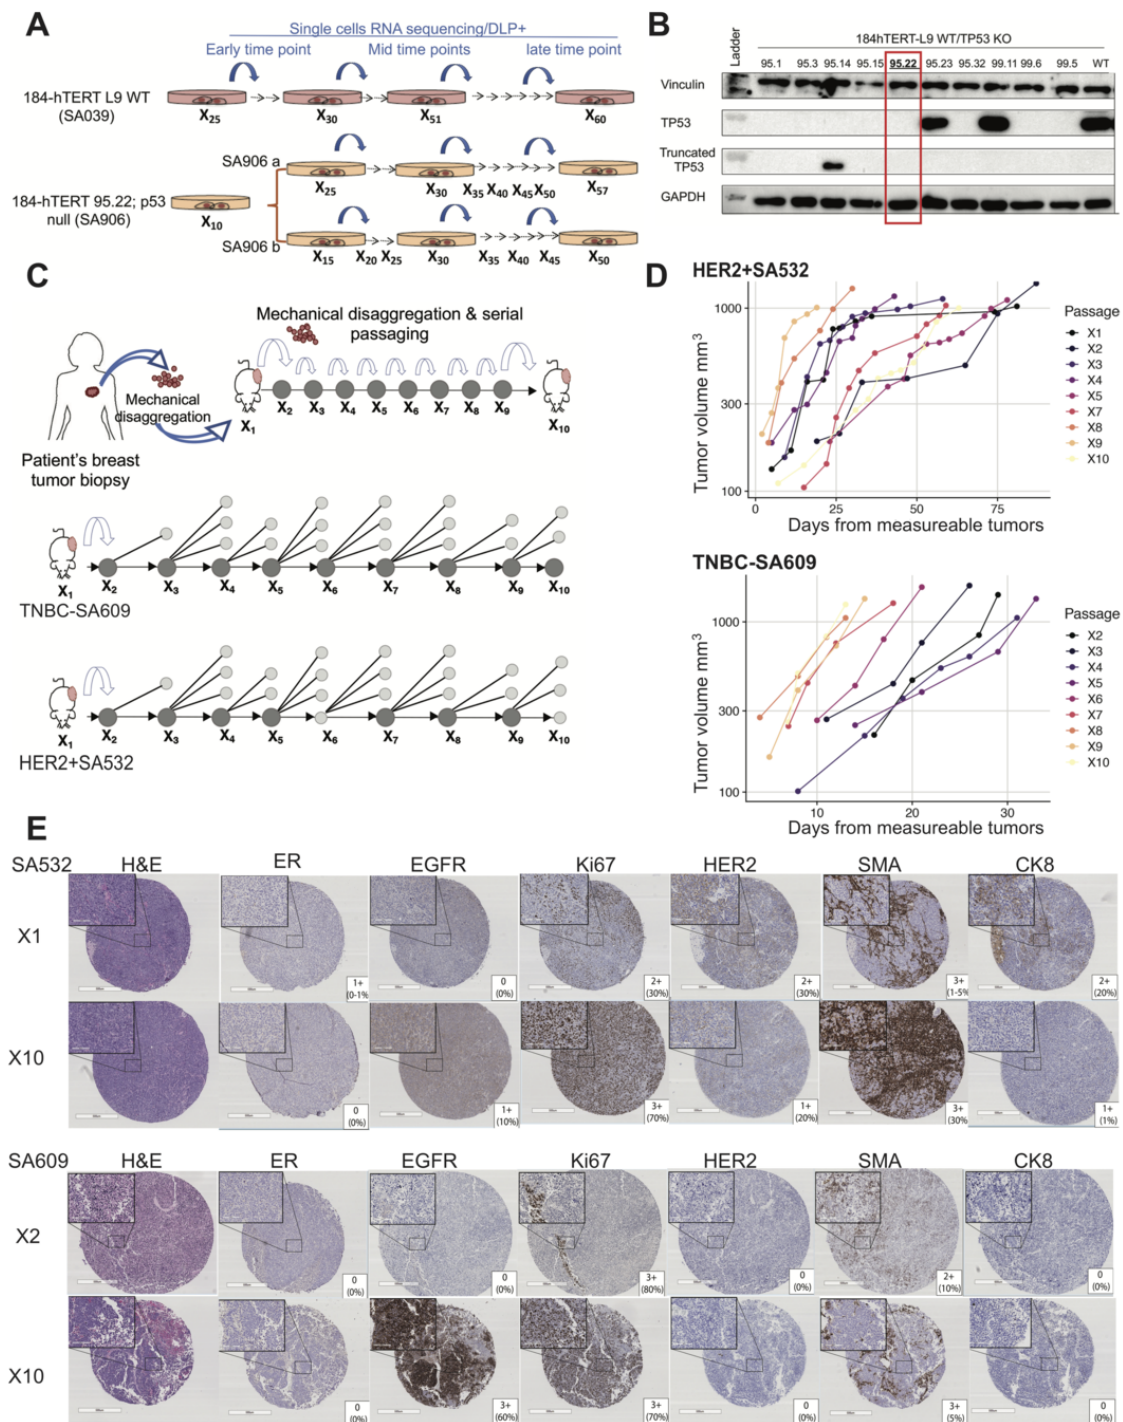 A
Single cells RNA sequencing/DLP+
Early time point
Mid time points
late time point
184-hTERT L9 WT
(SA039)
X25
X30
X51
X60
SA906 a
X25
X30
X35
X40
X45
X50
X57
184-hTERT 95.22; p53
null (SA906)
X10
SA906 b
X15
X20
X25
X30
X35
X40
X45
X50
B
Ladder
184hTERT-L9 WT/TP53 KO
95.1 95.3 95.14 95.15 95.22 95.23 95.32 99.11 99.6 99.5 WT
Vinculin
TP53
Truncated
TP53
GAPDH
C
Mechanical disaggregation & serial
passaging
Mechanical
disaggregation
X1
X2 X3 X4 X5 X6 X7 X8 X9
X10
Patient's breast
tumor biopsy
X1 X2 X3 X4 X5 X6 X7 X8 X9 X10
TNBC-SA609
X1 X2 X3 X4 X5 X6 X7 X8 X9 X10
HER2+SA532
D
HER2+SA532
Tumor volume mm3
1000
300
100
0 25 50 75
Days from measureable tumors
Passage
X1
X2
X3
X4
X5
X7
X8
X9
X10
TNBC-SA609
Tumor volume mm3
1000
300
100
10 20 30
Days from measureable tumors
Passage
X2
X3
X4
X5
X6
X7
X8
X9
X10
E
SA532 H&E ER EGFR Ki67 HER2 SMA CK8
X1
1+
(0-1%
0
(0%)
2+
(30%)
2+
(30%)
3+
(1-5%
2+
(20%)
X10
0
(0%)
1+
(10%)
3+
(70%)
1+
(20%)
3+
(30%
1+
(1%)
SA609 H&E ER EGFR Ki67 HER2 SMA CK8
X2
0
(0%)
0
(0%)
3+
(80%)
0
(0%)
2+
(10%)
0
(0%)
X10
0
(0%)
3+
(60%)
3+
(70%)
0
(0%)
3+
(5%)
0
(0%)